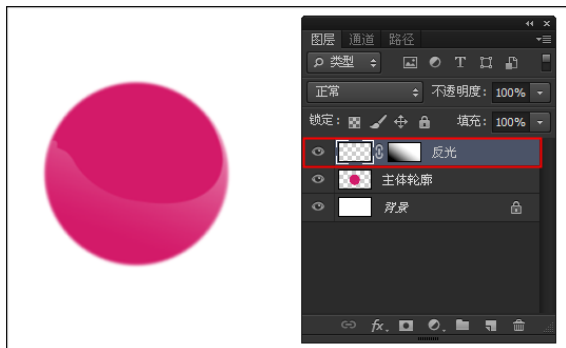 图层 通道 路径
类型 T
正常 不透明度: 100%
锁定: 填充: 100%
反光
主体轮廓
背景
fx.